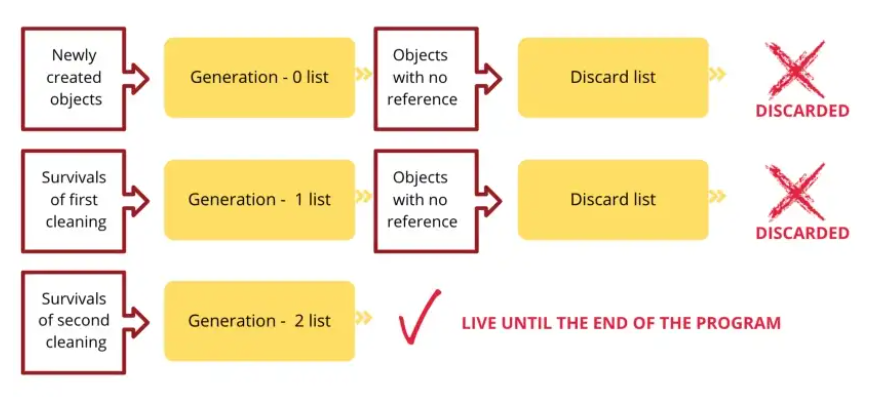 Newly
created
objects
Generation - 0 list
Objects
with no
reference
Discard list
DISCARDED
Survivals
of first
cleaning
Generation - 1 list
Objects
with no
reference
Discard list
DISCARDED
Survivals
of second
cleaning
Generation - 2 list
LIVE UNTIL THE END OF THE PROGRAM